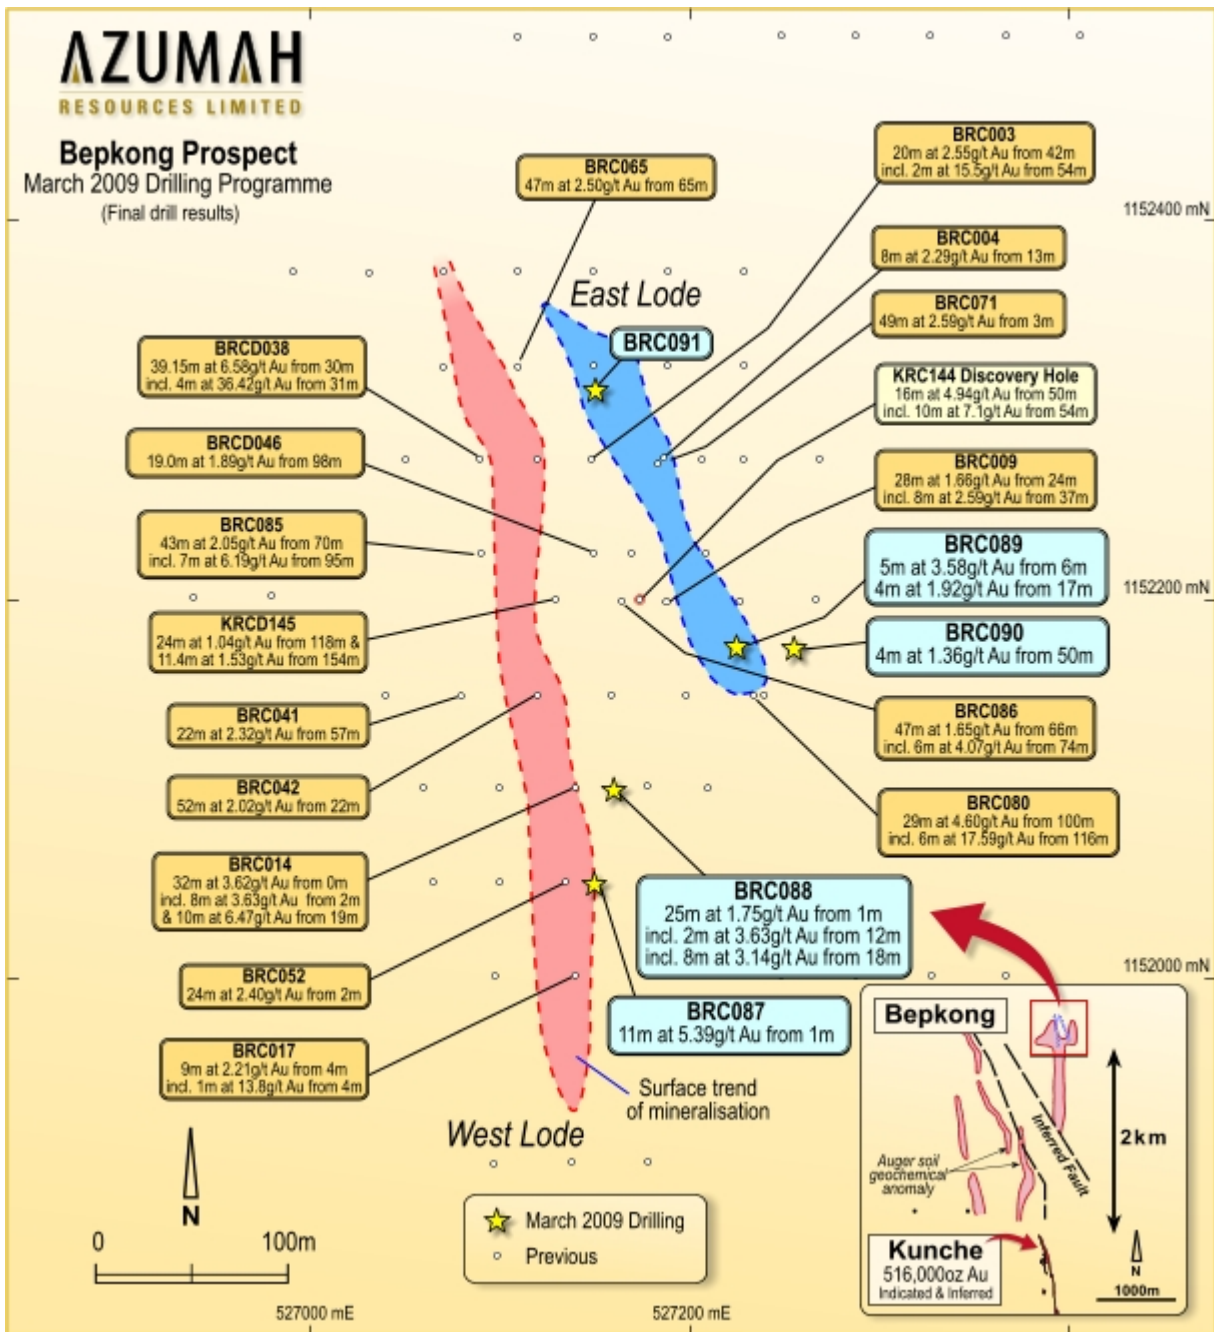 AZUMAH
RESOURCES LIMITED
Bepkong Prospect
March 2009 Drilling Programme
(Final drill results)
BRC065
47m at 2.50g/t Au from 65m
BRC003
20m at 2.55g/t Au from 42m
incl. 2m at 15.5g/t Au from 54m
1152400 mN
BRC004
8m at 2.29g/t Au from 13m
East Lode
BRC071
49m at 2.59g/t Au from 3m
BRC091
BRCD038
39.15m at 6.58g/t Au from 30m
incl. 4m at 36.42g/t Au from 31m
KRC144 Discovery Hole
16m at 4.94g/t Au from 50m
incl. 10m at 7.1g/t Au from 54m
BRCD046
19.0m at 1.89g/t Au from 98m
BRC009
28m at 1.66g/t Au from 24m
incl. 8m at 2.59g/t Au from 37m
BRC085
43m at 2.05g/t Au from 70m
incl. 7m at 6.19g/t Au from 95m
BRC089
5m at 3.58g/t Au from 6m
4m at 1.92g/t Au from 17m
1152200 mN
KRCD145
24m at 1.04g/t Au from 118m &
11.4m at 1.53g/t Au from 154m
BRC090
4m at 1.36g/t Au from 50m
BRC041
22m at 2.32g/t Au from 57m
BRC086
47m at 1.65g/t Au from 66m
incl. 6m at 4.07g/t Au from 74m
BRC042
52m at 2.02g/t Au from 22m
BRC080
29m at 4.60g/t Au from 100m
incl. 6m at 17.59g/t Au from 116m
BRC014
32m at 3.62g/t Au from 0m
incl. 8m at 3.63g/t Au from 2m
& 10m at 6.47g/t Au from 19m
BRC088
25m at 1.75g/t Au from 1m
incl. 2m at 3.63g/t Au from 12m
incl. 8m at 3.14g/t Au from 18m
BRC052
24m at 2.40g/t Au from 2m
1152000 mN
BRC087
11m at 5.39g/t Au from 1m
BRC017
9m at 2.21g/t Au from 4m
incl. 1m at 13.8g/t Au from 4m
Surface trend
of mineralisation
West Lode
N
0 100m
March 2009 Drilling
Previous
527000 mE
527200 mE
Bepkong
2km
Inferred Fault
Auger soil
geochemical
anomaly
Kunche
516,000oz Au
Indicated & Inferred
N
1000m